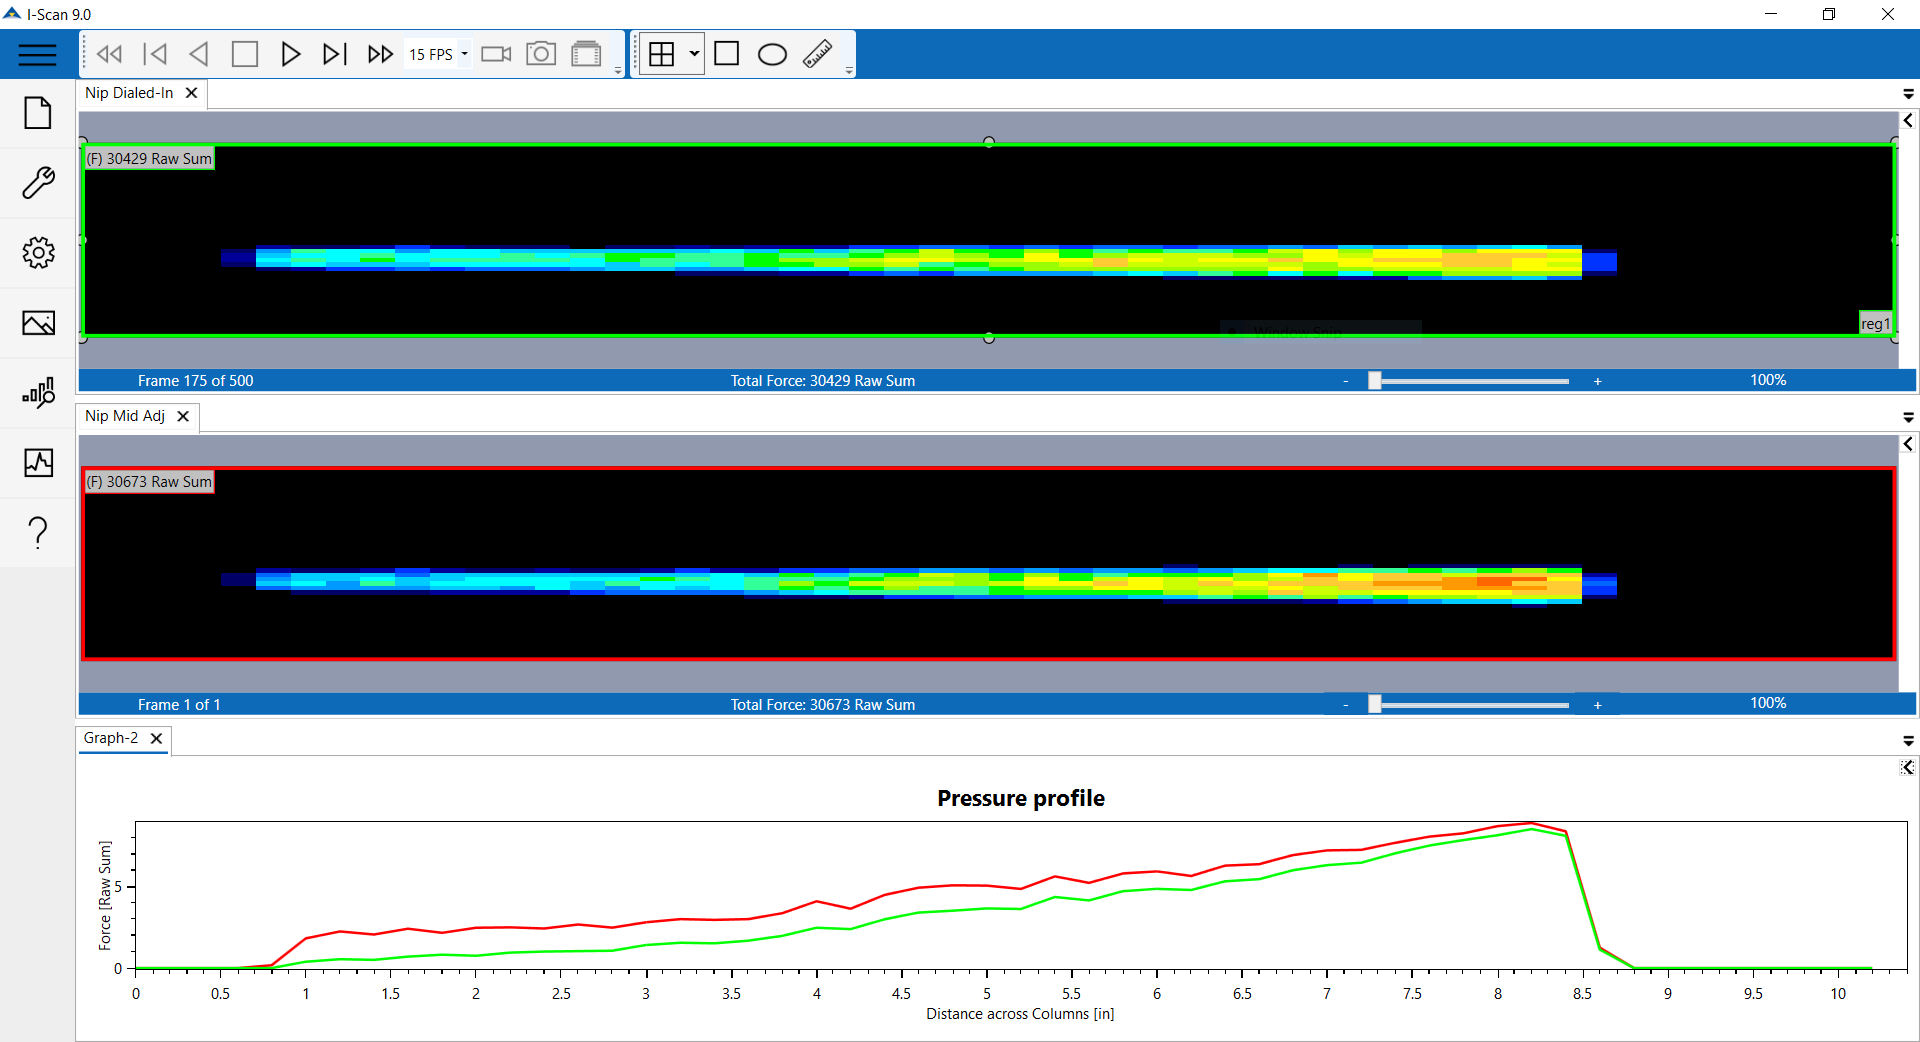 I-Scan 9.0
15 FPS
Nip Dialed-In
(F) 30429 Raw Sum
Window Snip
reg1
Frame 175 of 500
Total Force: 30429 Raw Sum
- +
100%
Nip Mid Adj
(F) 30673 Raw Sum
Frame 1 of 1
Total Force: 30673 Raw Sum
- +
100%
Graph-2
Pressure profile
Force [Raw Sum]
5
0
0 0.5 1 1.5 2 2.5 3 3.5 4 4.5 5 5.5 6 6.5 7 7.5 8 8.5 9 9.5 10
Distance across Columns [in]